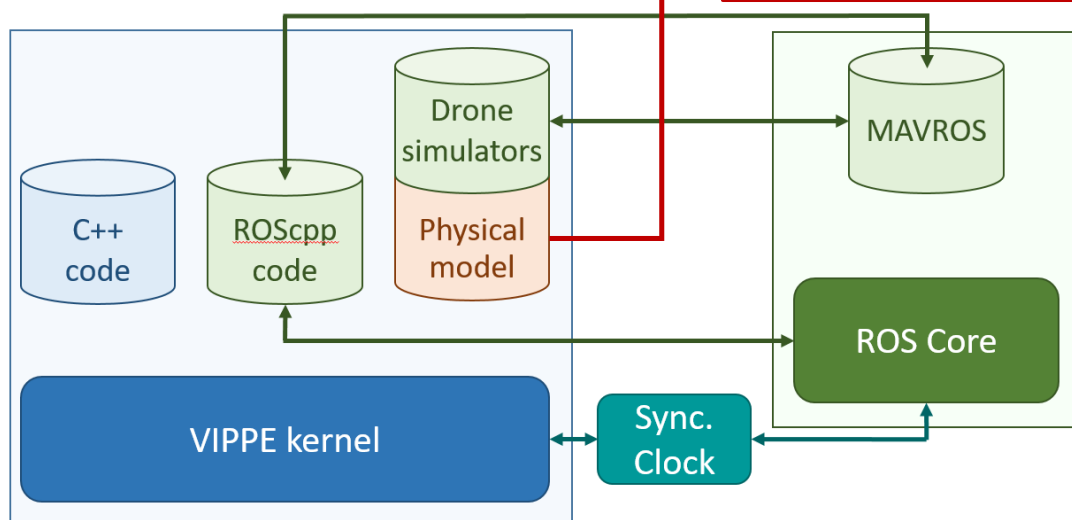 Drone
simulators
MAVROS
C++
code
ROScpp
code
Physical
model
ROS Core
VIPPE kernel
Sync.
Clock